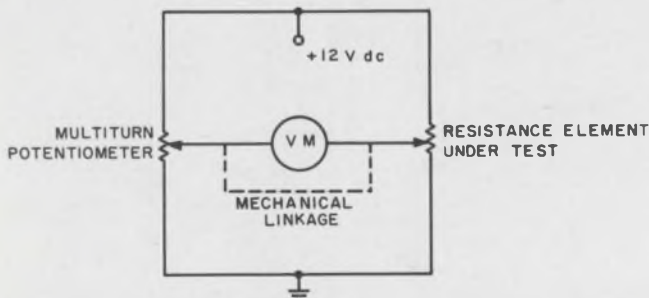 +12 V dc
MULTITURN
POTENTIOMETER
VM
RESISTANCE ELEMENT
UNDER TEST
MECHANICAL
LINKAGE